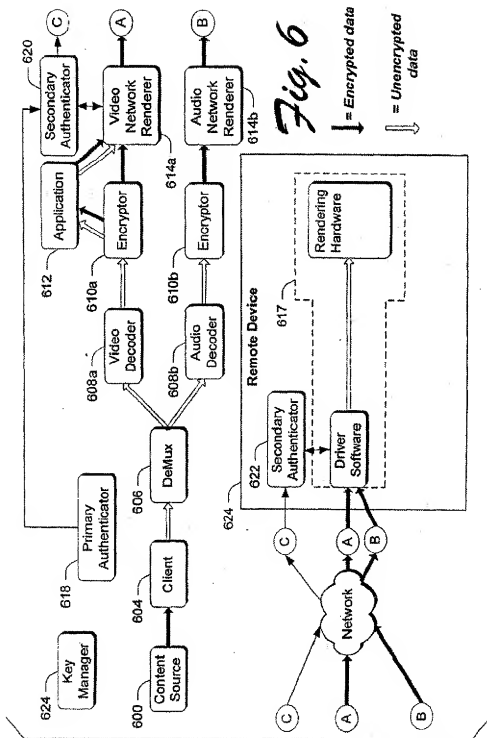 624
Key
Manager
618
Primary
Authenticator
620
Secondary
Authenticator
C
600
Content
Source
604
Client
606
DeMux
608a
Video
Decoder
610a
Encryptor
612
Application
Video
Network
Renderer
614a
A
608b
Audio
Decoder
610b
Encryptor
Audio Network
Renderer
614b
B
C
A
B
Network
C
A
B
624
Remote Device
622
Secondary
Authenticator
Driver
Software
617
Rendering
Hardware
Fig. 6
= Encrypted data
= Unencrypted
data